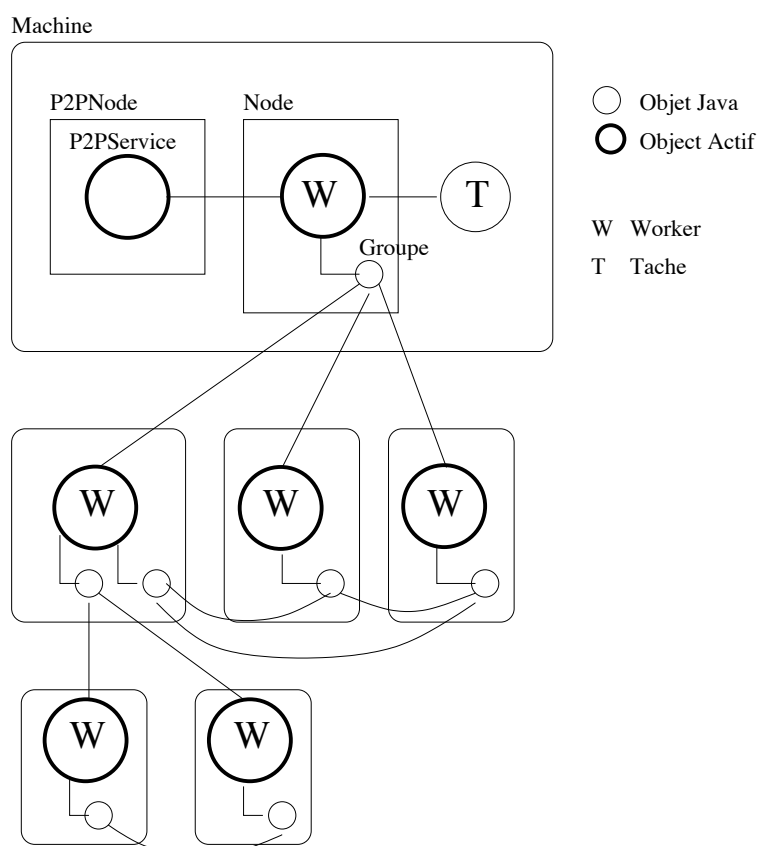 Machine
P2PNode
Node
P2PService
W
T
Groupe
Objet Java
Object Actif
W Worker
T Tache
W
W
W
W
W